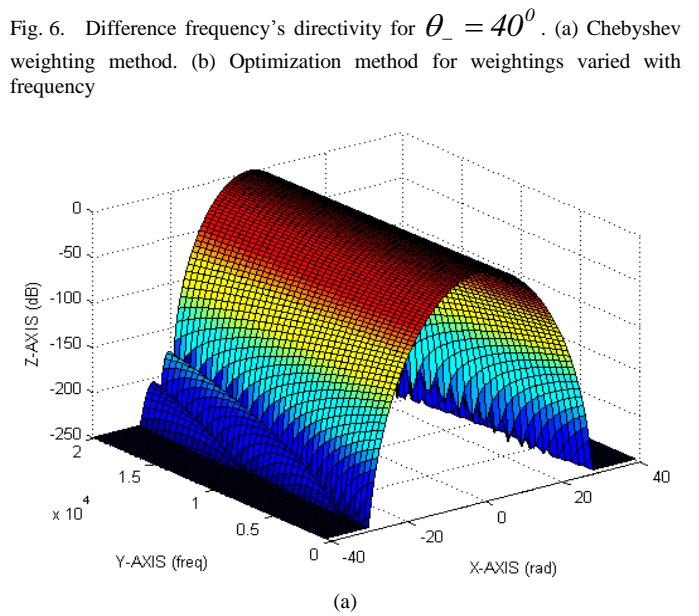 Fig. 6. Difference frequency's directivity for θ_ = 40⁰. (a) Chebyshev
weighting method. (b) Optimization method for weightings varied with
frequency
0
-50
-100
-150
-200
-250
Z-AXIS (dB)
2
1.5
1
0.5
0
x 10⁴
Y-AXIS (freq)
-40
-20
0
20
40
X-AXIS (rad)
(a)